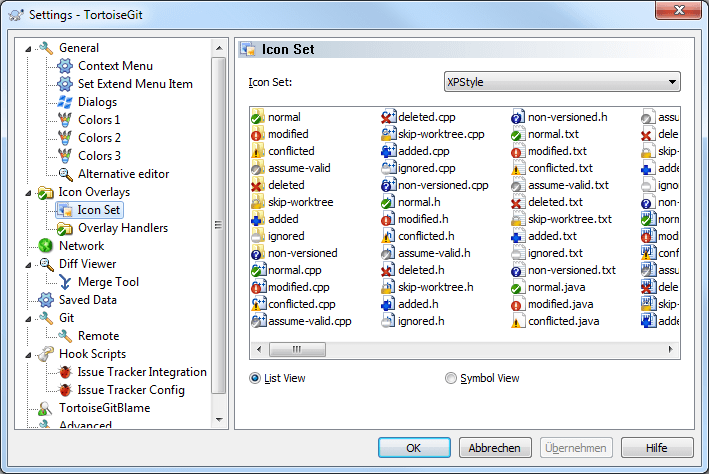 Settings - TortoiseGit
General
Context Menu
Set Extend Menu Item
Dialogs
Colors 1
Colors 2
Colors 3
Alternative editor
Icon Overlays
Icon Set
Overlay Handlers
Network
Diff Viewer
Merge Tool
Saved Data
Git
Remote
Hook Scripts
Issue Tracker Integration
Issue Tracker Config
TortoiseGitBlame
Advanced
Icon Set
Icon Set:
XPStyle
normal
modified
conflicted
assume-valid
deleted
skip-worktree
added
ignored
non-versioned
normal.cpp
modified.cpp
conflicted.cpp
assume-valid.cpp
deleted.cpp
skip-worktree.cpp
added.cpp
ignored.cpp
non-versioned.cpp
normal.h
modified.h
conflicted.h
assume-valid.h
deleted.h
skip-worktree.h
added.h
ignored.h
non-versioned.h
normal.txt
modified.txt
conflicted.txt
assume-valid.txt
deleted.txt
skip-worktree.txt
added.txt
ignored.txt
non-versioned.txt
normal.java
modified.java
conflicted.java
assu
dele
skip-
adde
igno
non-
norm
modi
conf
assu
dele
skip-
adde
List View
Symbol View
OK
Abbrechen
Übernehmen
Hilfe